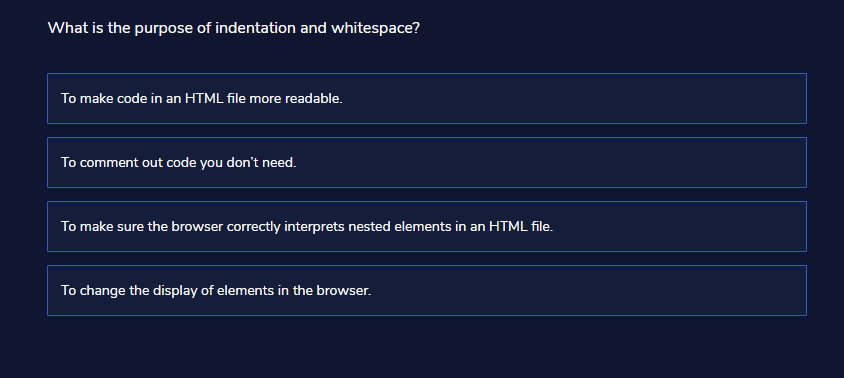 What is the purpose of indentation and whitespace?
To make code in an HTML file more readable.
To comment out code you don't need.
To make sure the browser correctly interprets nested elements in an HTML file.
To change the display of elements in the browser.